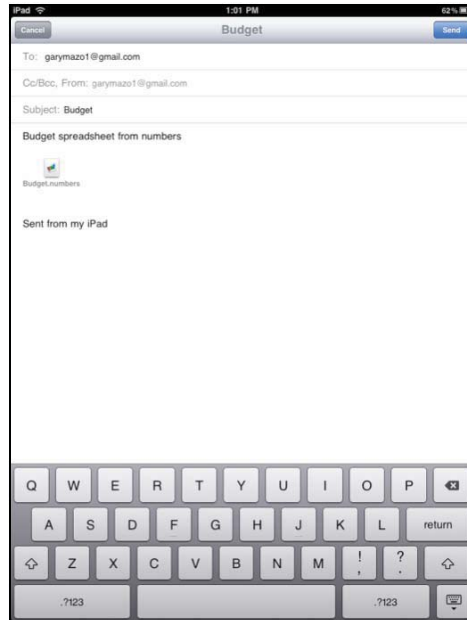 iPad 1:01 PM 62%
Cancel Budget Send
To: garymazo1@gmail.com
Cc/Bcc, From: garymazo1@gmail.com
Subject: Budget
Budget spreadsheet from numbers
Budget.numbers
Sent from my iPad
Q W E R T Y U I O P
A S D F G H J K L return
Z X C V B N M ! , ? .
.?123 .?123